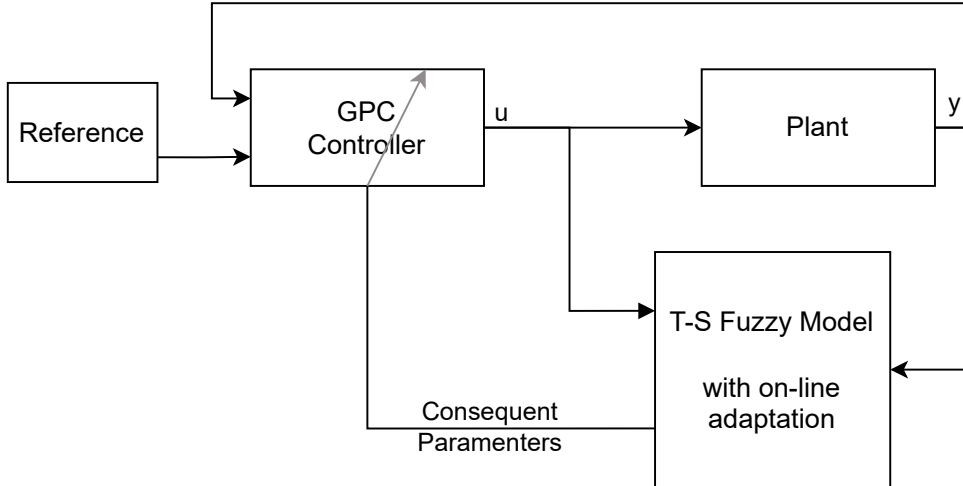 Reference
GPC
Controller
u
Plant
y
T-S Fuzzy Model
with on-line
adaptation
Consequent
Paramenters